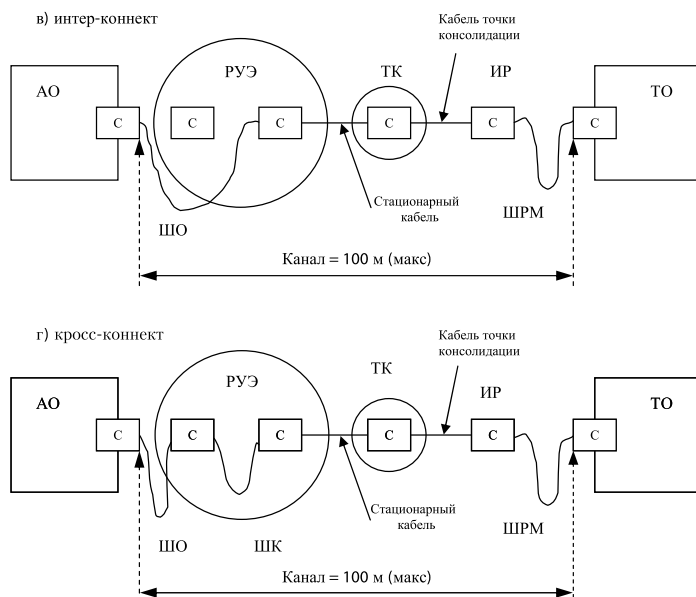 в) интер-коннект
Кабель точки
консолидации
АО
РУЭ
ТК
ИР
ТО
С
С
С
С
С
С
Стационарный
кабель
ШО
ШРМ
Канал = 100 м (макс)
г) кросс-коннект
Кабель точки
консолидации
АО
РУЭ
ТК
ИР
ТО
С
С
С
С
С
С
Стационарный
кабель
ШО
ШК
ШРМ
Канал = 100 м (макс)